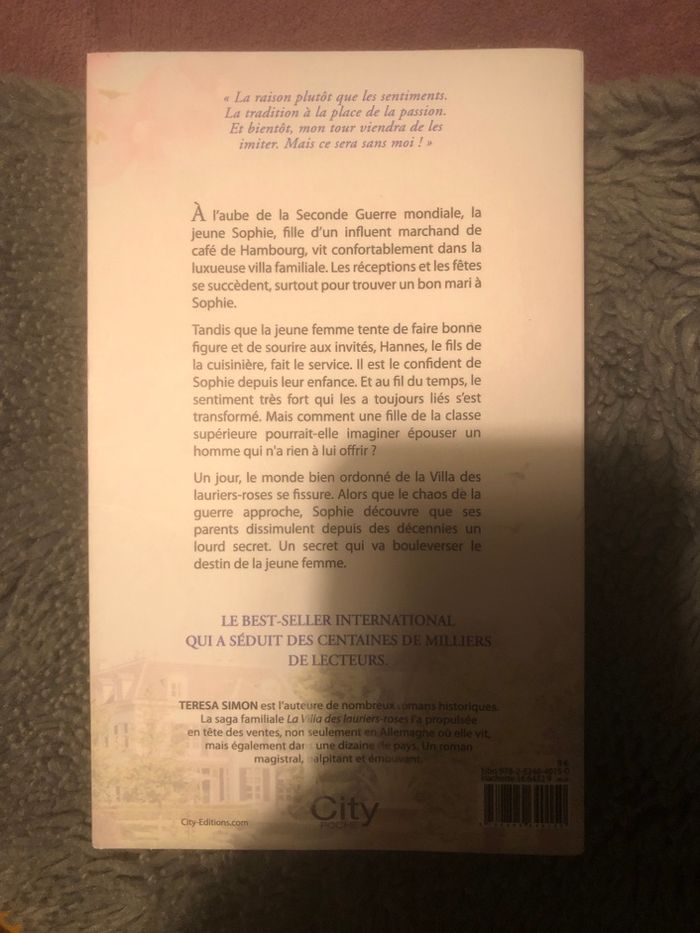 « La raison plutôt que les sentiments.
La tradition à la place de la passion.
Et bientôt, mon tour viendra de les
imiter. Mais ce sera sans moi ! »
À l'aube de la Seconde Guerre mondiale, la
jeune Sophie, fille d'un influent marchand de
café de Hambourg, vit confortablement dans la
luxueuse villa familiale. Les réceptions et les fêtes
se succèdent, surtout pour trouver un bon mari à
Sophie.
Tandis que la jeune femme tente de faire bonne
figure et de sourire aux invités, Hannes, le fils de
la cuisinière, fait le service. Il est le confident de
Sophie depuis leur enfance. Et au fil du temps, le
sentiment très fort qui les a toujours liés s'est
transformé. Mais comment une fille de la classe
supérieure pourrait-elle imaginer épouser un
homme qui n'a rien à lui offrir ?
Un jour, le monde bien ordonné de la Villa des
lauriers-roses se fissure. Alors que le chaos de la
guerre approche, Sophie découvre que ses
parents dissimulent depuis des décennies un
lourd secret. Un secret qui va bouleverser le
destin de la jeune femme.
LE BEST-SELLER INTERNATIONAL
QUI A SÉDUIT DES CENTAINES DE MILLIERS
DE LECTEURS.
TERESA SIMON est l'auteure de nombreux romans historiques.
La saga familiale La Villa des lauriers-roses l'a propulsée
en tête des ventes, non seulement en Allemagne où elle vit,
mais également dans une dizaine de pays. Un roman
magistral, palpitant et émouvant.
City
POCHE
City-Editions.com